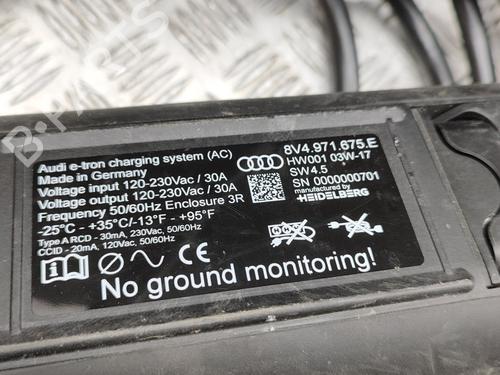 Audi e-tron charging system (AC)
Made in Germany
Voltage input 120-230Vac / 30A
Voltage output 120-230Vac / 30A
Frequency 50/60Hz Enclosure 3R
-25°C - +35°C/-13°F - +95°F
Type A RCD - 30mA, 230Vac, 50/60Hz
CCID - 20mA, 120Vac, 50/60Hz
8V4.971.675.E
HW001 03W-17
SW4.5
SN 0000000701
manufactured by
HEIDELBERG
CE
No ground monitoring!
B-PARTS